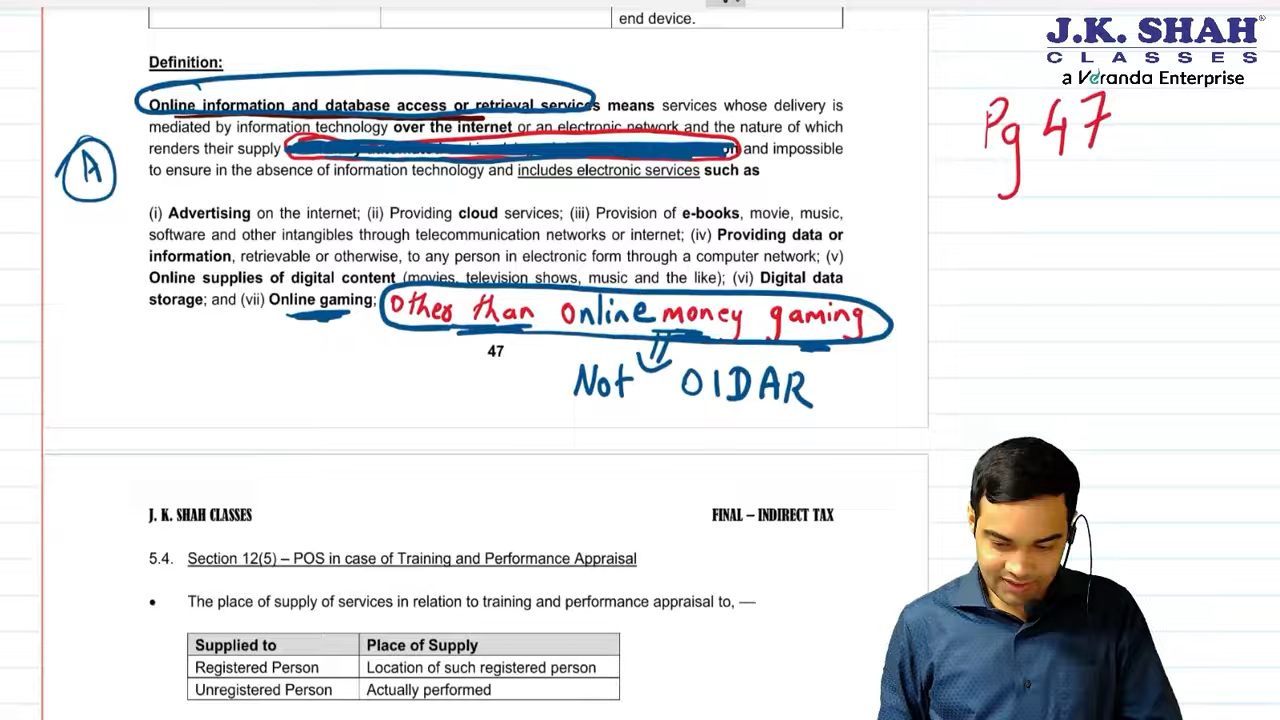 end device.
J.K. SHAH
CLASSES
a Veranda Enterprise
Pg 47
Definition:
Online information and database access or retrieval services means services whose delivery is
mediated by information technology over the internet or an electronic network and the nature of which
renders their supply and impossible
A
to ensure in the absence of information technology and includes electronic services such as
(i) Advertising on the internet; (ii) Providing cloud services; (iii) Provision of e-books, movie, music,
software and other intangibles through telecommunication networks or internet; (iv) Providing data or
information, retrievable or otherwise, to any person in electronic form through a computer network; (v)
Online supplies of digital content (movies, television shows, music and the like); (vi) Digital data
storage; and (vii) Online gaming; Other than Online money gaming
47
Not OIDAR
J. K. SHAH CLASSES FINAL – INDIRECT TAX
5.4. Section 12(5) – POS in case of Training and Performance Appraisal
• The place of supply of services in relation to training and performance appraisal to, —
Supplied to Place of Supply
Registered Person Location of such registered person
Unregistered Person Actually performed